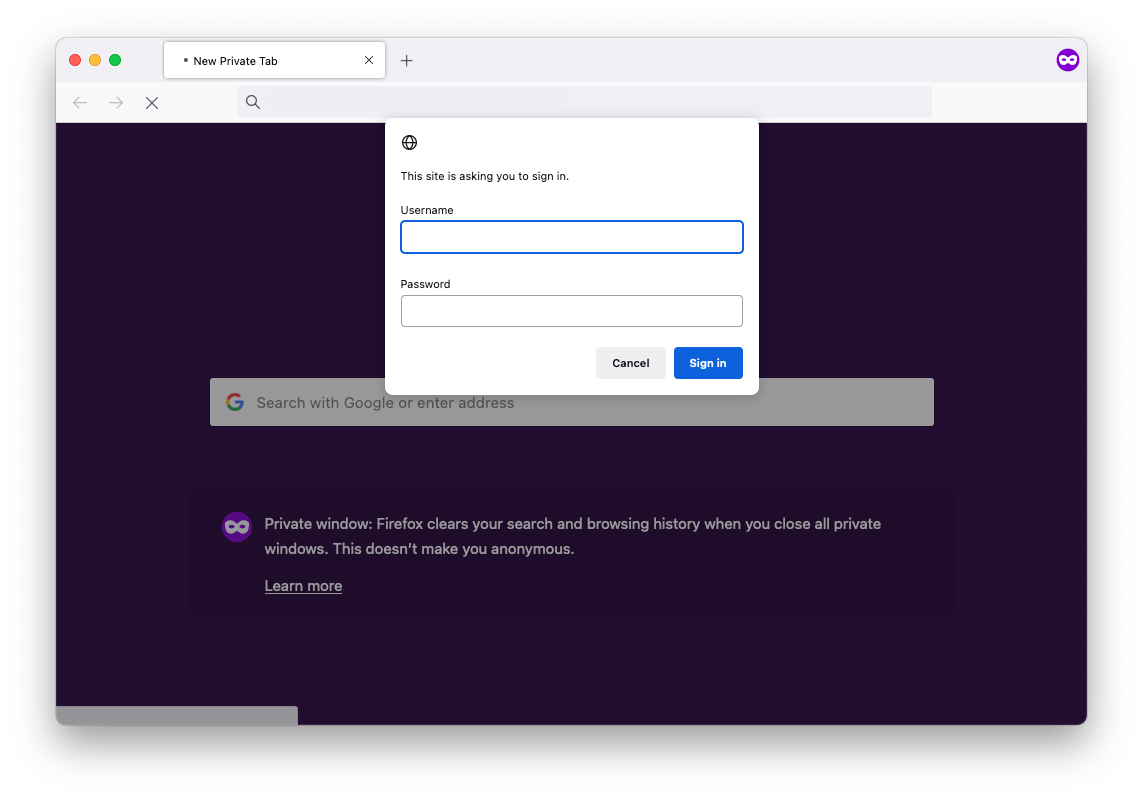 New Private Tab
This site is asking you to sign in.
Username
Password
Cancel
Sign in
Search with Google or enter address
Private window: Firefox clears your search and browsing history when you close all private
windows. This doesn’t make you anonymous.
Learn more